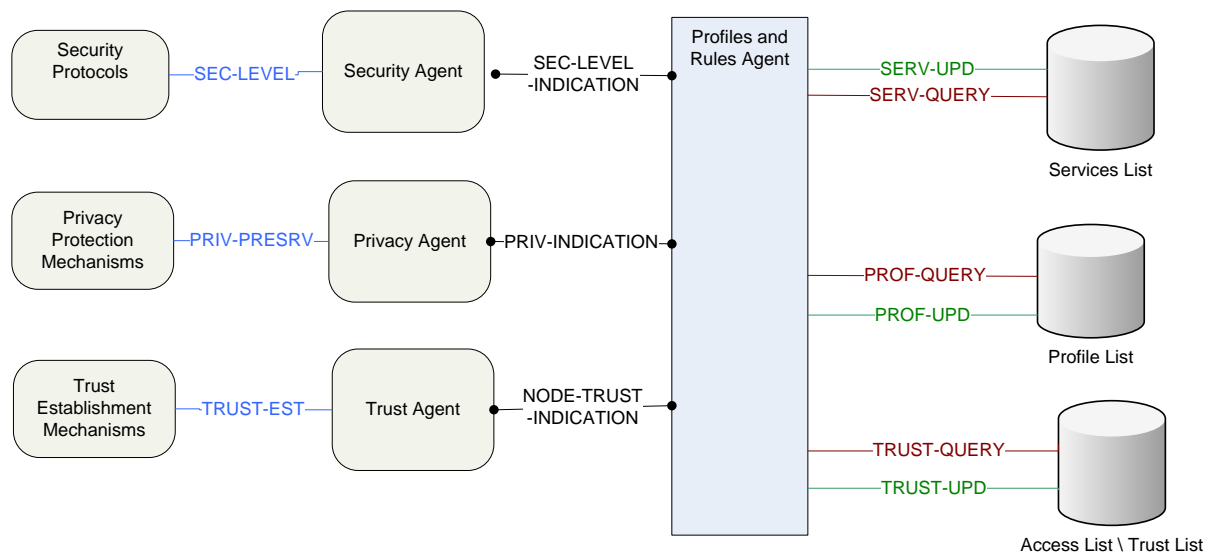 Security
Protocols
SEC-LEVEL
Security Agent
SEC-LEVEL
-INDICATION
Profiles and
Rules Agent
SERV-UPD
SERV-QUERY
Services List
Privacy
Protection
Mechanisms
PRIV-PRESRV
Privacy Agent
PRIV-INDICATION
PROF-QUERY
PROF-UPD
Profile List
Trust
Establishment
Mechanisms
TRUST-EST
Trust Agent
NODE-TRUST
-INDICATION
TRUST-QUERY
TRUST-UPD
Access List \ Trust List